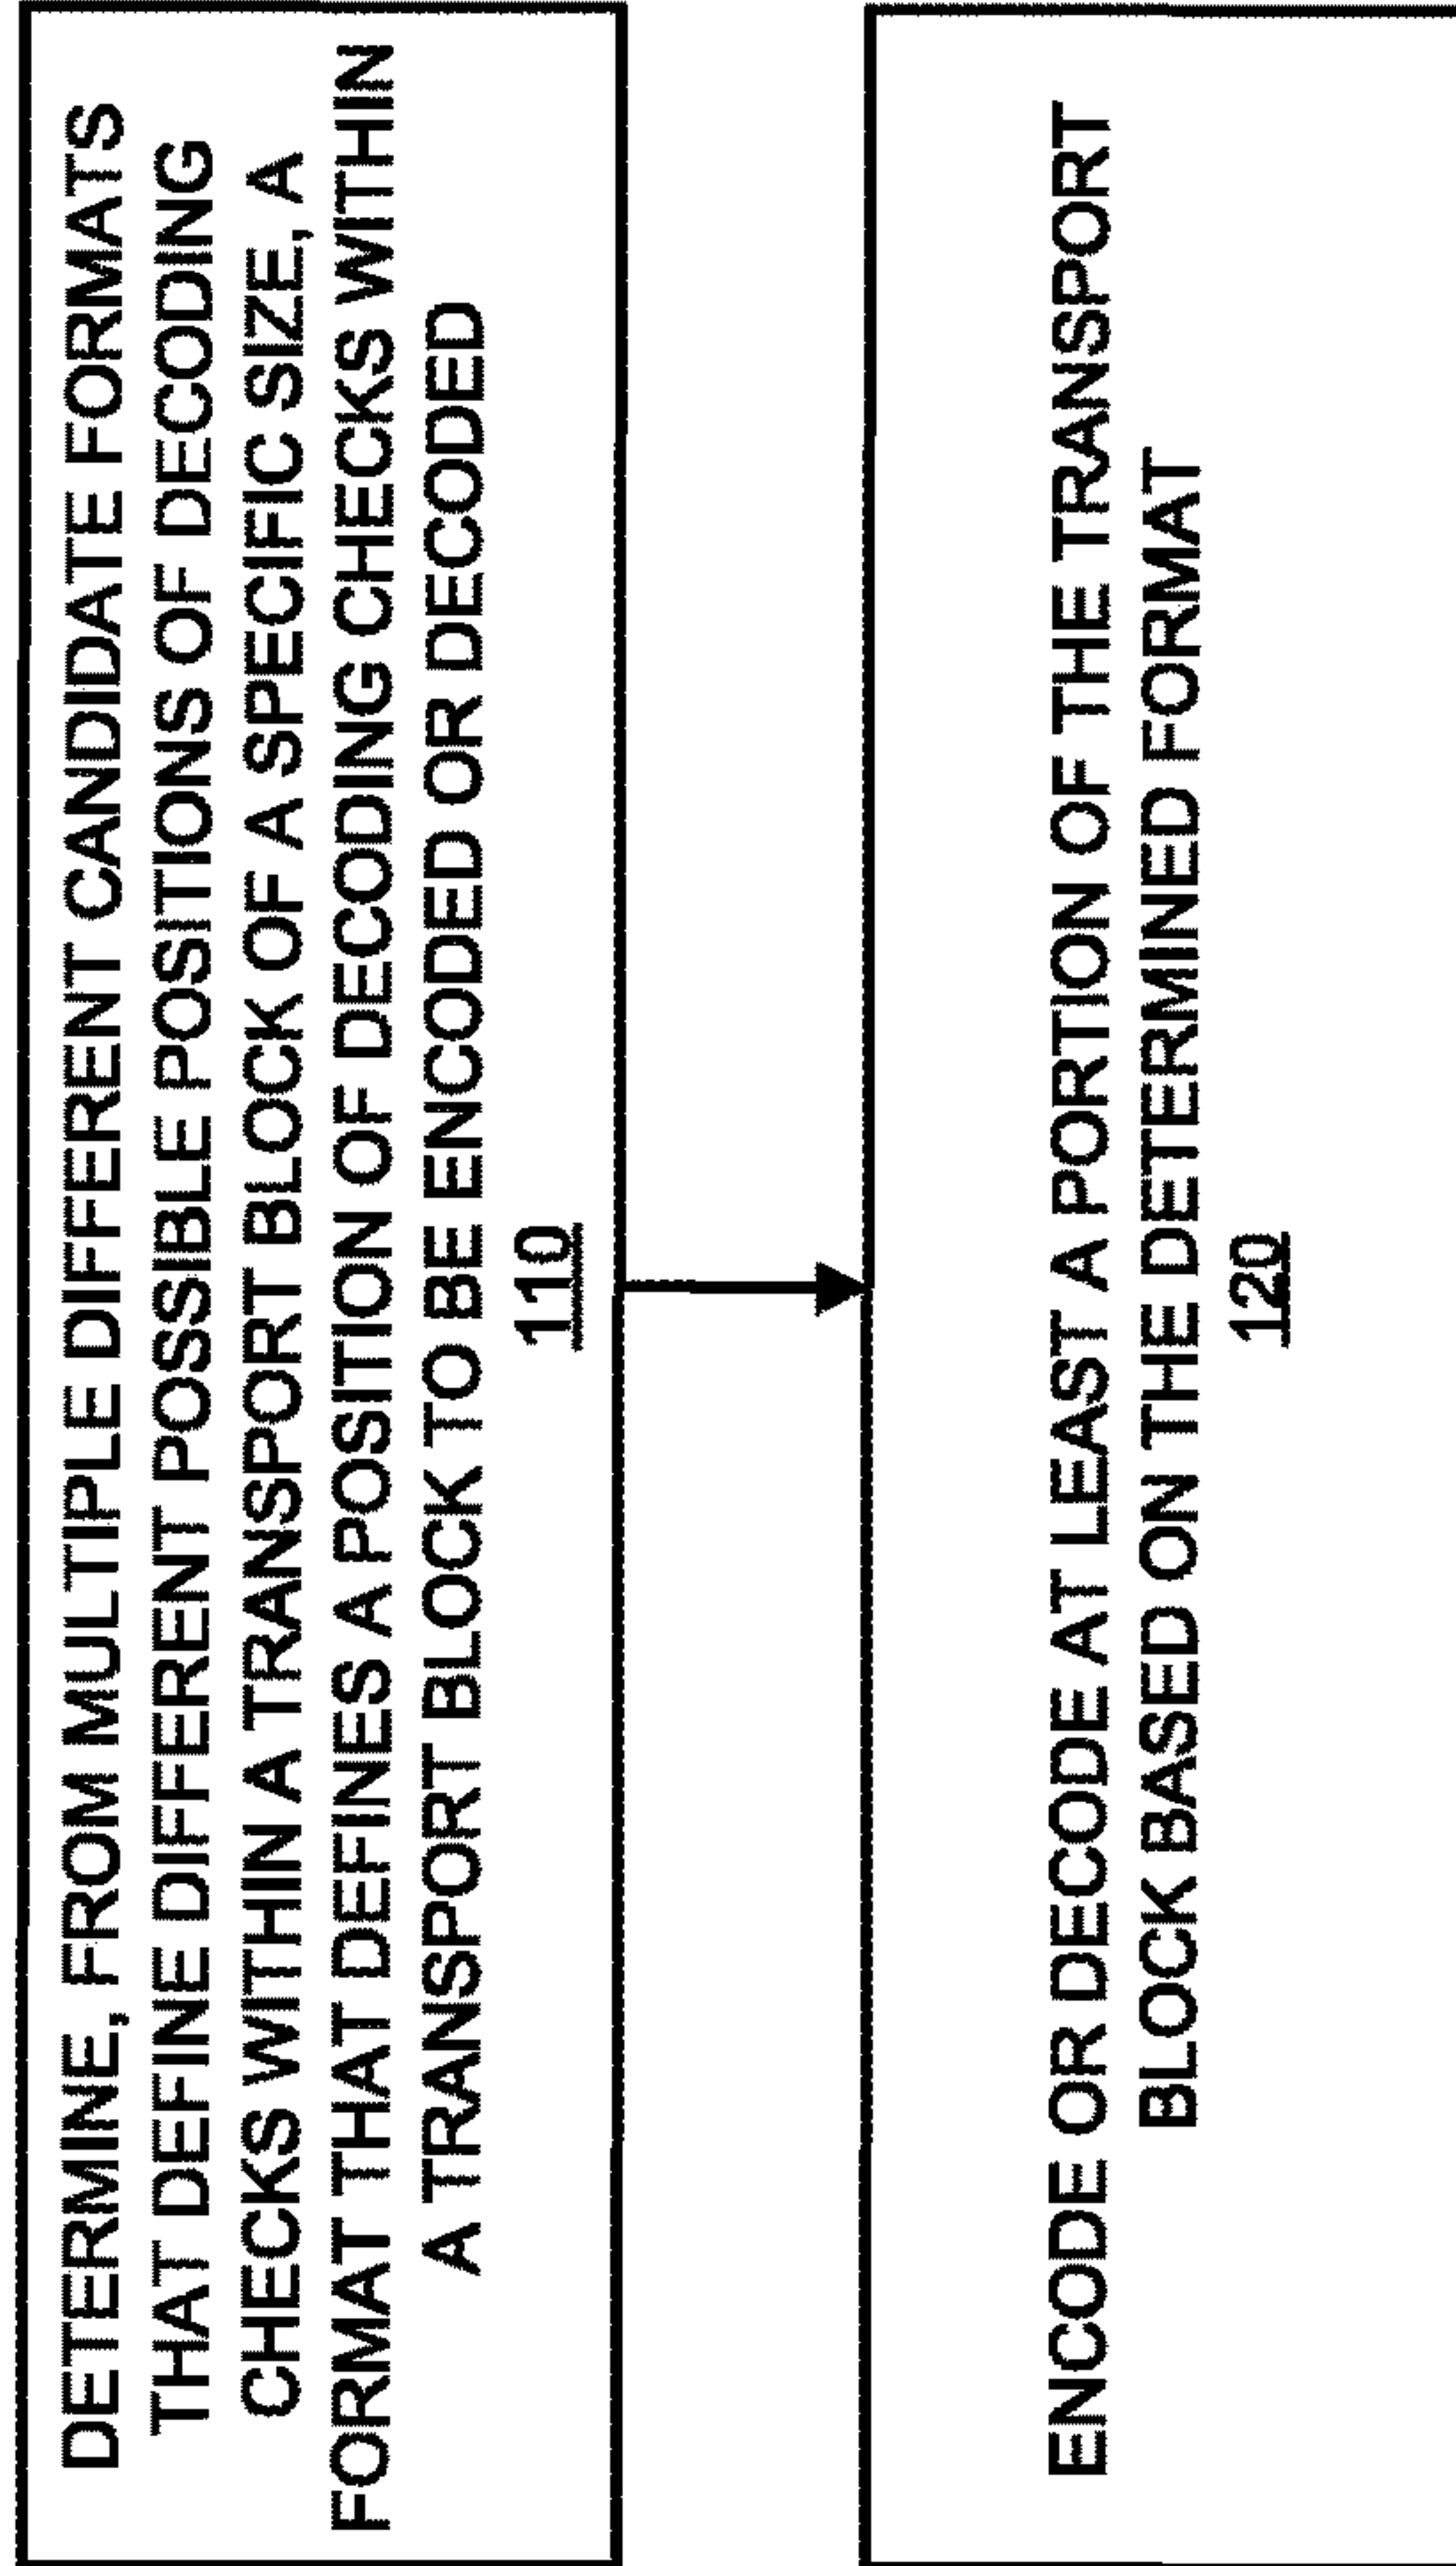 DETERMINE, FROM MULTIPLE DIFFERENT CANDIDATE FORMATS
THAT DEFINE DIFFERENT POSSIBLE POSITIONS OF DECODING
CHECKS WITHIN A TRANSPORT BLOCK OF A SPECIFIC SIZE, A
FORMAT THAT DEFINES A POSITION OF DECODING CHECKS WITHIN
A TRANSPORT BLOCK TO BE ENCODED OR DECODED
110
ENCODE OR DECODE AT LEAST A PORTION OF THE TRANSPORT
BLOCK BASED ON THE DETERMINED FORMAT
120